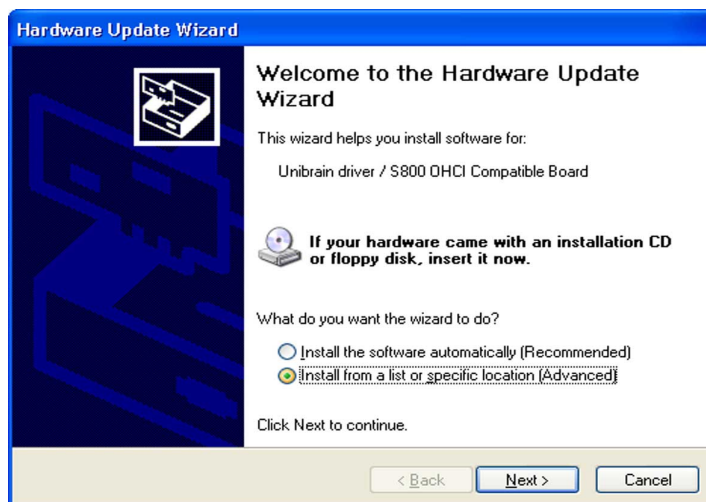 Hardware Update Wizard
Welcome to the Hardware Update
Wizard
This wizard helps you install software for:
Unibrain driver / S800 OHCI Compatible Board
If your hardware came with an installation CD
or floppy disk, insert it now.
What do you want the wizard to do?
Install the software automatically (Recommended)
Install from a list or specific location (Advanced)
Click Next to continue.
< Back Next > Cancel